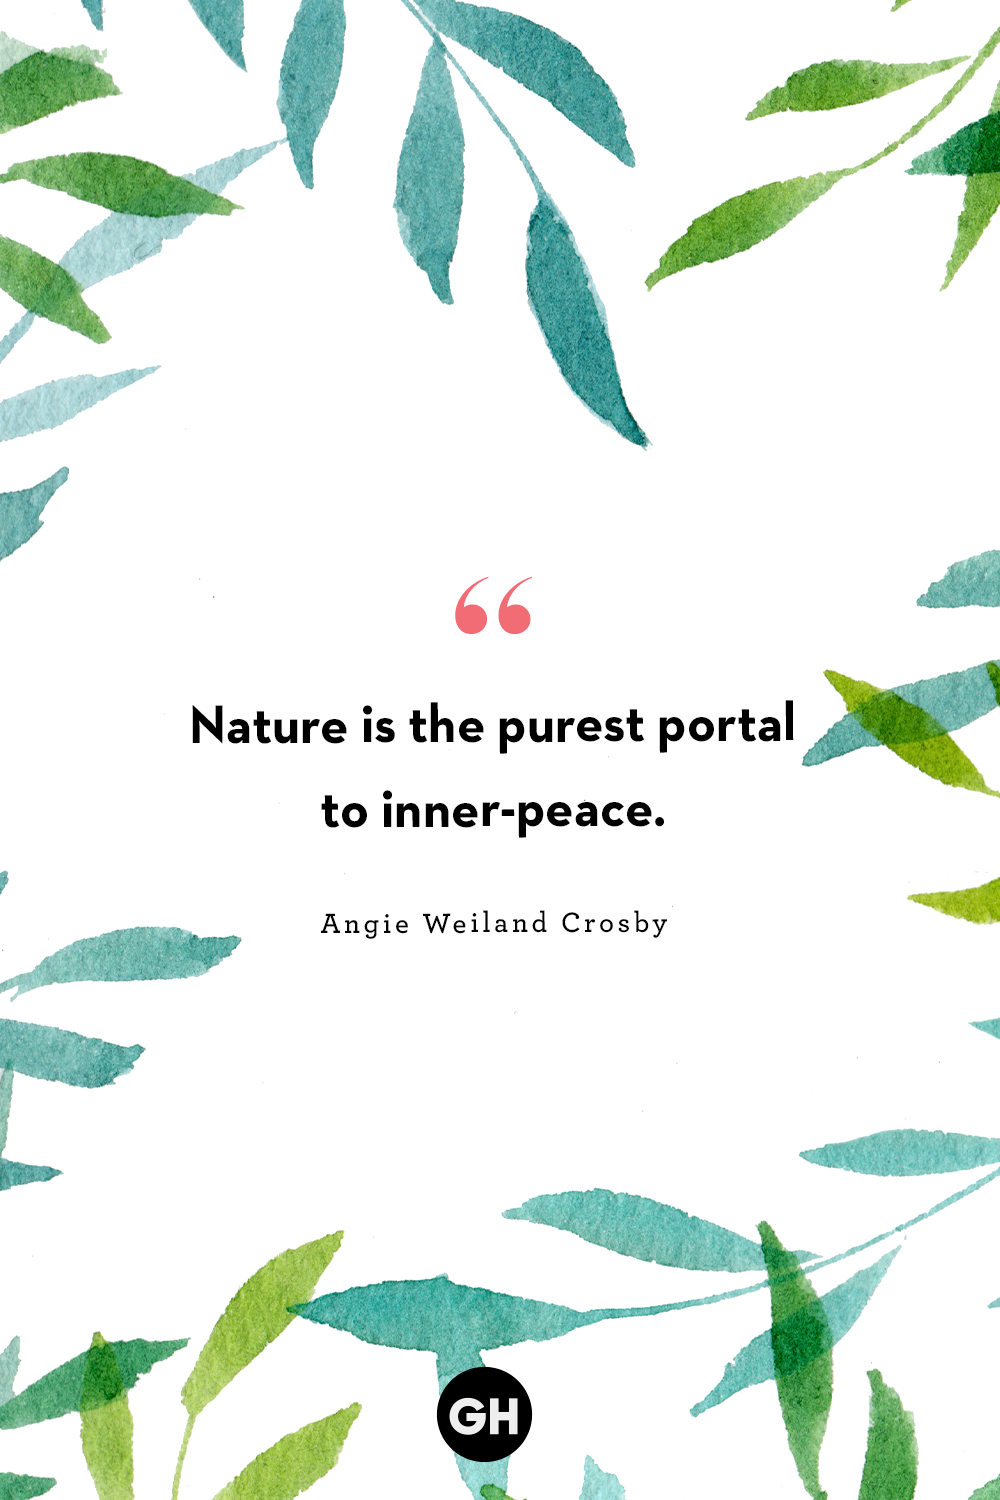 “
Nature is the purest portal
to inner-peace.
Angie Weiland Crosby
GH